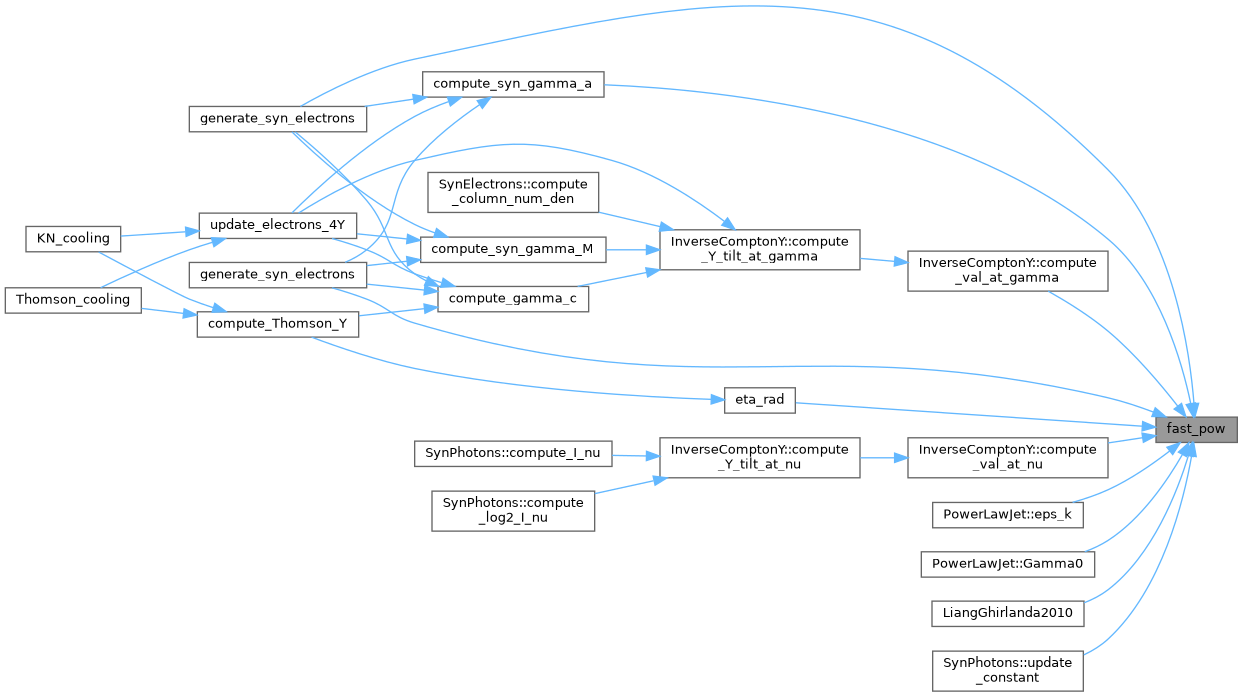 compute_syn_gamma_a
generate_syn_electrons
SynElectrons::compute
_column_num_den
update_electrons_4Y
KN_cooling
compute_syn_gamma_M
InverseComptonY::compute
_Y_tilt_at_gamma
InverseComptonY::compute
_val_at_gamma
generate_syn_electrons
Thomson_cooling
compute_gamma_c
compute_Thomson_Y
eta_rad
fast_pow
SynPhotons::compute_I_nu
InverseComptonY::compute
_Y_tilt_at_nu
InverseComptonY::compute
_val_at_nu
SynPhotons::compute
_log2_I_nu
PowerLawJet::eps_k
PowerLawJet::Gamma0
LiangGhirlanda2010
SynPhotons::update
_constant